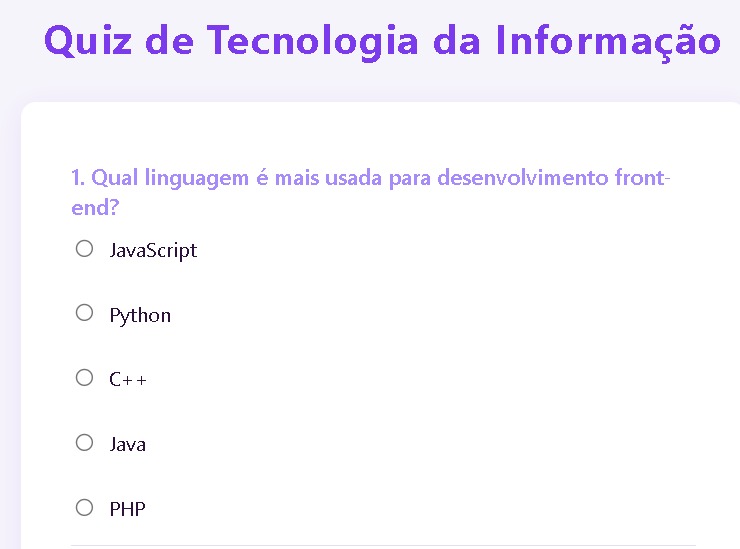 Quiz de Tecnologia da Informação
1. Qual linguagem é mais usada para desenvolvimento front-
end?
JavaScript
Python
C++
Java
PHP